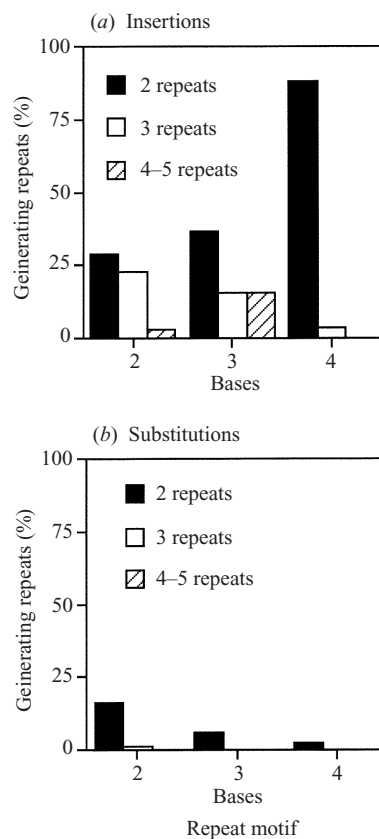 (a) Insertions
100
75
50
25
0
Geinerating repeats (%)
2 repeats
3 repeats
4–5 repeats
2 3 4
Bases
(b) Substitutions
100
75
50
25
0
Geinerating repeats (%)
2 repeats
3 repeats
4–5 repeats
2 3 4
Bases
Repeat motif